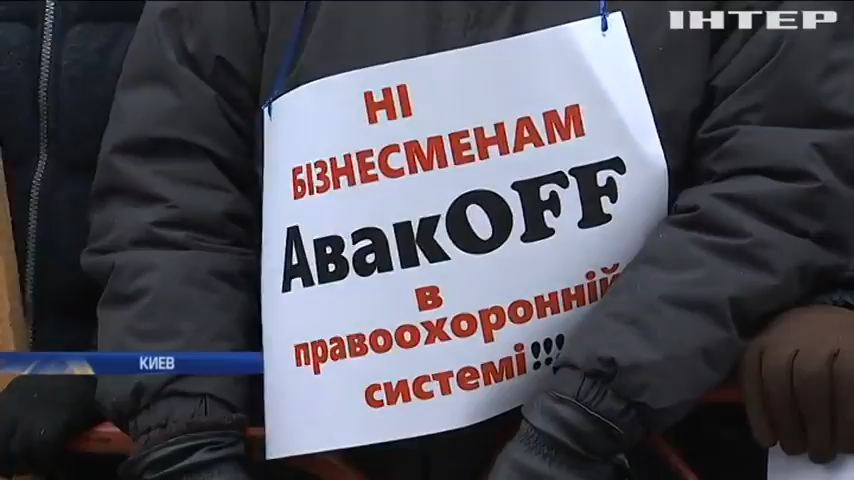 ІНТЕР
НІ
БІЗНЕСМЕНАМ
АвакOFF
в
правоохоронній
системі!!!
КИЕВ